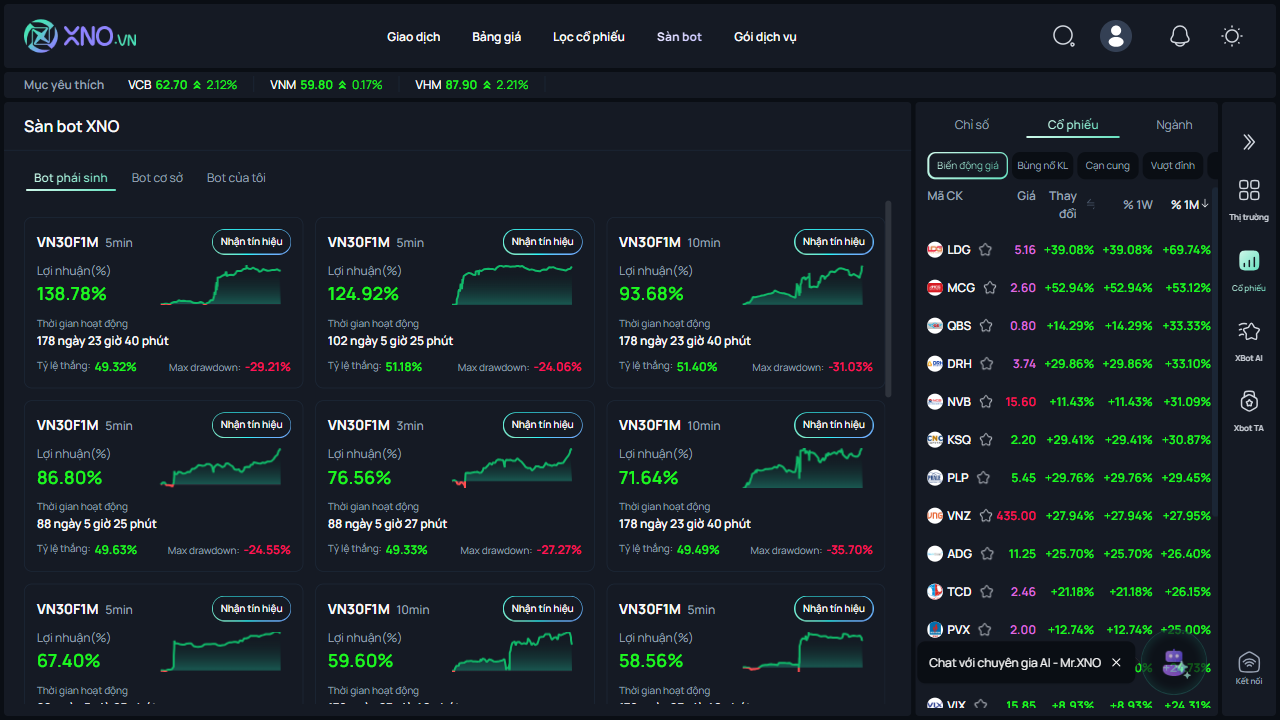 XNO.VN
Giao dịch
Bảng giá
Lọc cổ phiếu
Sàn bot
Gói dịch vụ
Mục yêu thích
VCB 62.70 2.12%
VNM 59.80 0.17%
VHM 87.90 2.21%
Sàn bot XNO
Bot phái sinh
Bot cơ sở
Bot của tôi
VN30F1M 5min
Nhận tín hiệu
Lợi nhuận(%)
138.78%
Thời gian hoạt động
178 ngày 23 giờ 40 phút
Tỷ lệ thắng: 49.32%
Max drawdown: -29.21%
VN30F1M 5min
Nhận tín hiệu
Lợi nhuận(%)
124.92%
Thời gian hoạt động
102 ngày 5 giờ 25 phút
Tỷ lệ thắng: 51.18%
Max drawdown: -24.06%
VN30F1M 10min
Nhận tín hiệu
Lợi nhuận(%)
93.68%
Thời gian hoạt động
178 ngày 23 giờ 40 phút
Tỷ lệ thắng: 51.40%
Max drawdown: -31.03%
VN30F1M 5min
Nhận tín hiệu
Lợi nhuận(%)
86.80%
Thời gian hoạt động
88 ngày 5 giờ 25 phút
Tỷ lệ thắng: 49.63%
Max drawdown: -24.55%
VN30F1M 3min
Nhận tín hiệu
Lợi nhuận(%)
76.56%
Thời gian hoạt động
88 ngày 5 giờ 27 phút
Tỷ lệ thắng: 49.33%
Max drawdown: -27.27%
VN30F1M 10min
Nhận tín hiệu
Lợi nhuận(%)
71.64%
Thời gian hoạt động
178 ngày 23 giờ 40 phút
Tỷ lệ thắng: 49.49%
Max drawdown: -35.70%
VN30F1M 5min
Nhận tín hiệu
Lợi nhuận(%)
67.40%
Thời gian hoạt động
VN30F1M 10min
Nhận tín hiệu
Lợi nhuận(%)
59.60%
Thời gian hoạt động
VN30F1M 5min
Nhận tín hiệu
Lợi nhuận(%)
58.56%
Thời gian hoạt động
Chỉ số
Cổ phiếu
Ngành
Biến động giá
Bùng nổ KL
Cạn cung
Vượt đỉnh
Mã CK Giá Thay đổi % 1W % 1M
LDG 5.16 +39.08% +39.08% +69.74%
MCG 2.60 +52.94% +52.94% +53.12%
QBS 0.80 +14.29% +14.29% +33.33%
DRH 3.74 +29.86% +29.86% +33.10%
NVB 15.60 +11.43% +11.43% +31.09%
KSQ 2.20 +29.41% +29.41% +30.87%
PLP 5.45 +29.76% +29.76% +29.45%
VNZ 435.00 +27.94% +27.94% +27.95%
ADG 11.25 +25.70% +25.70% +26.40%
TCD 2.46 +21.18% +21.18% +26.15%
PVX 2.00 +12.74% +12.74% +25.00%
Chat với chuyên gia AI - Mr.XNO
VIX 15.85 +8.93% +8.93% +24.31%
Thị trường
Cổ phiếu
XBot AI
Xbot TA
Kết nối